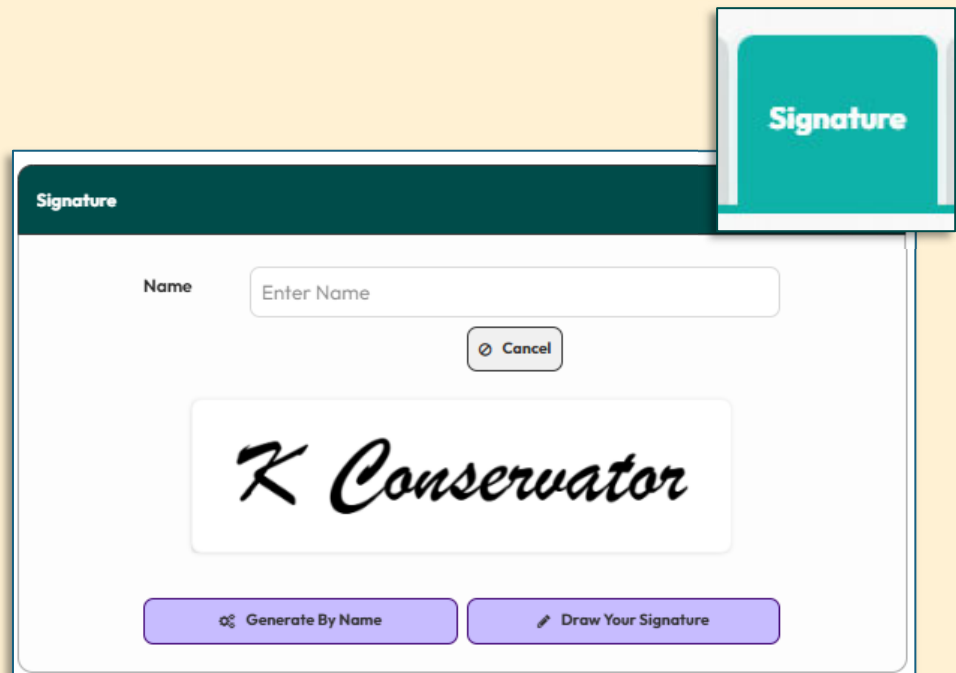 Signature
Signature
Name
Enter Name
Cancel
K Conservator
Generate By Name
Draw Your Signature